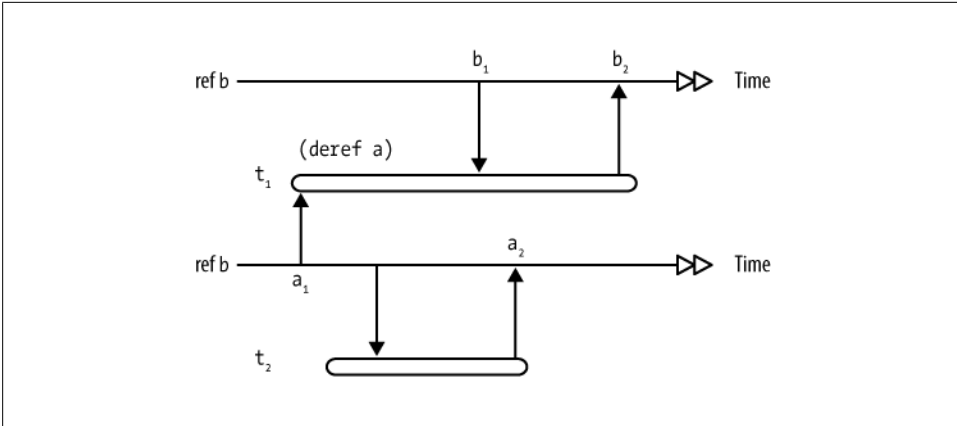 b₁ b₂
ref b Time
(deref a)
t₁
a₂
ref b Time
a₁
t₂